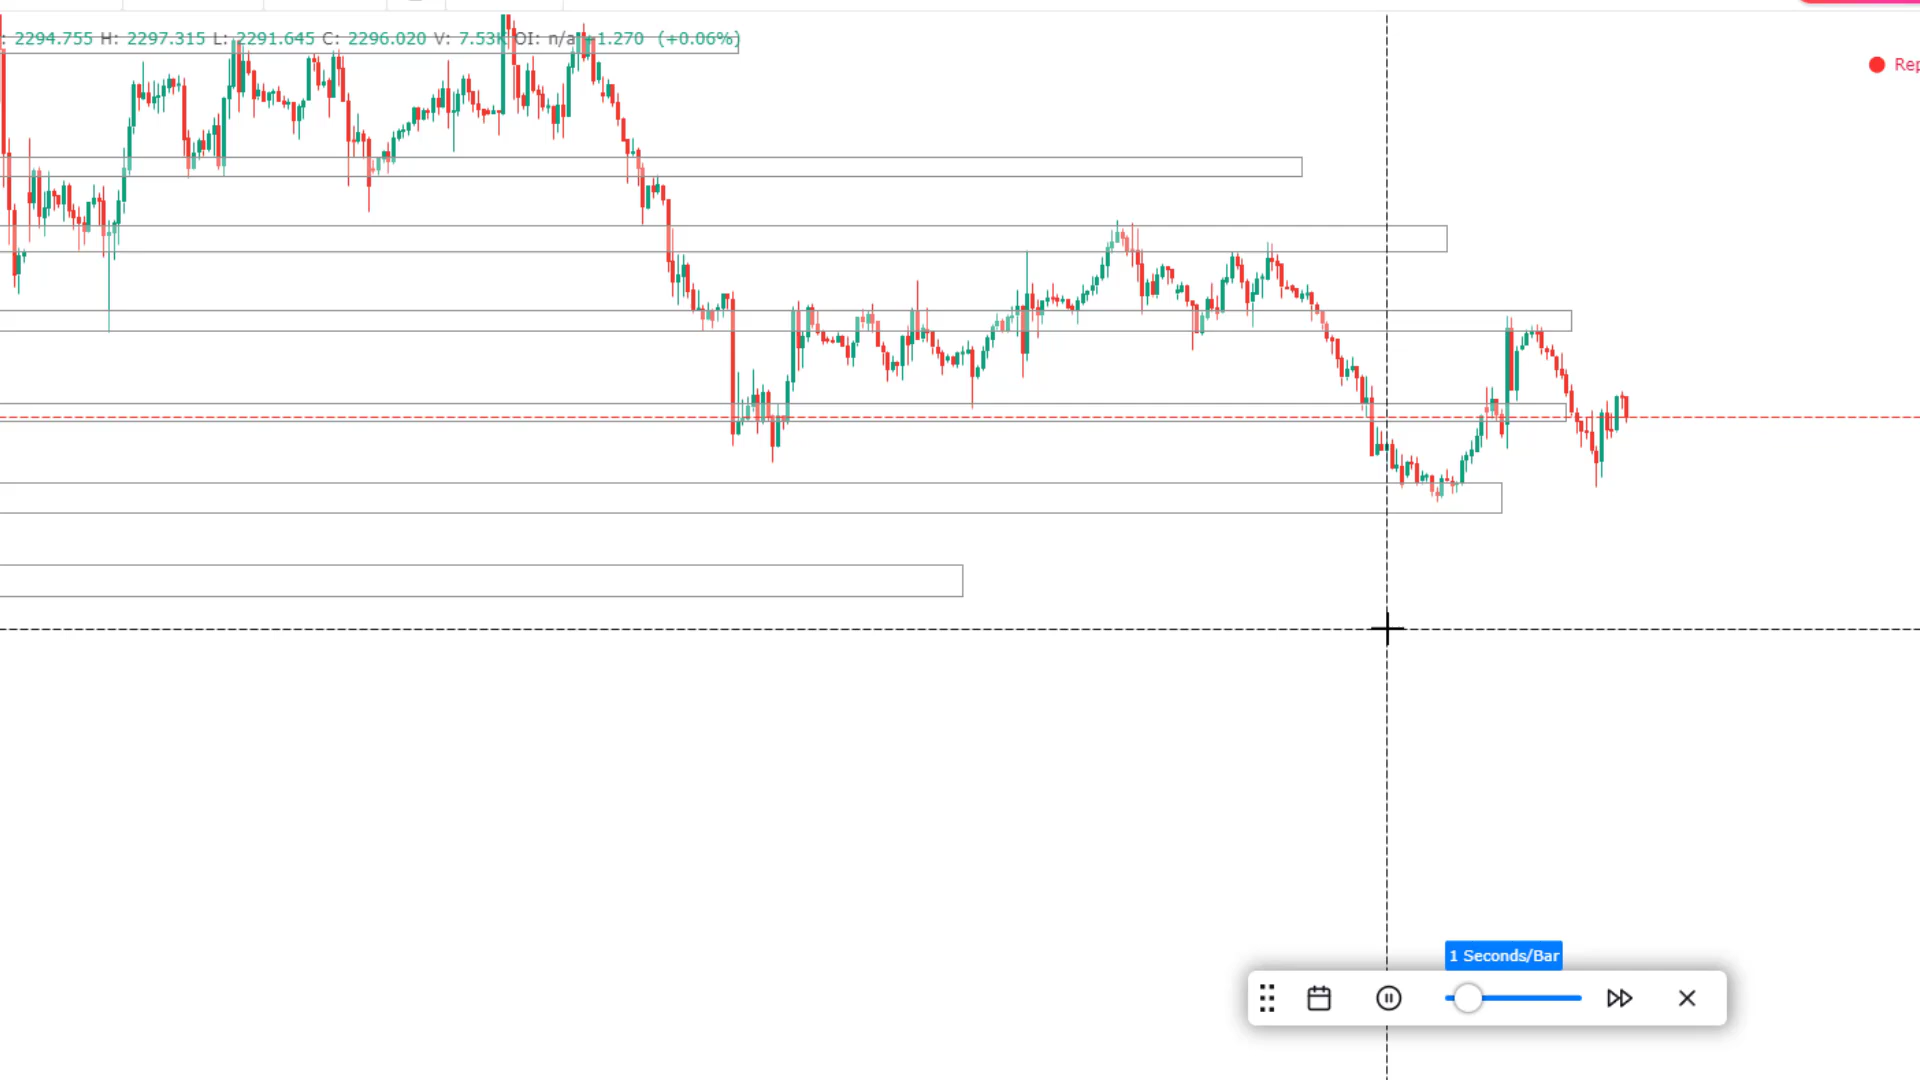 : 2294.755 H: 2297.315 L: 2291.645 C: 2296.020 V: 7.53K OI: n/a +1.270 (+0.06%)
Rep
1 Seconds/Bar